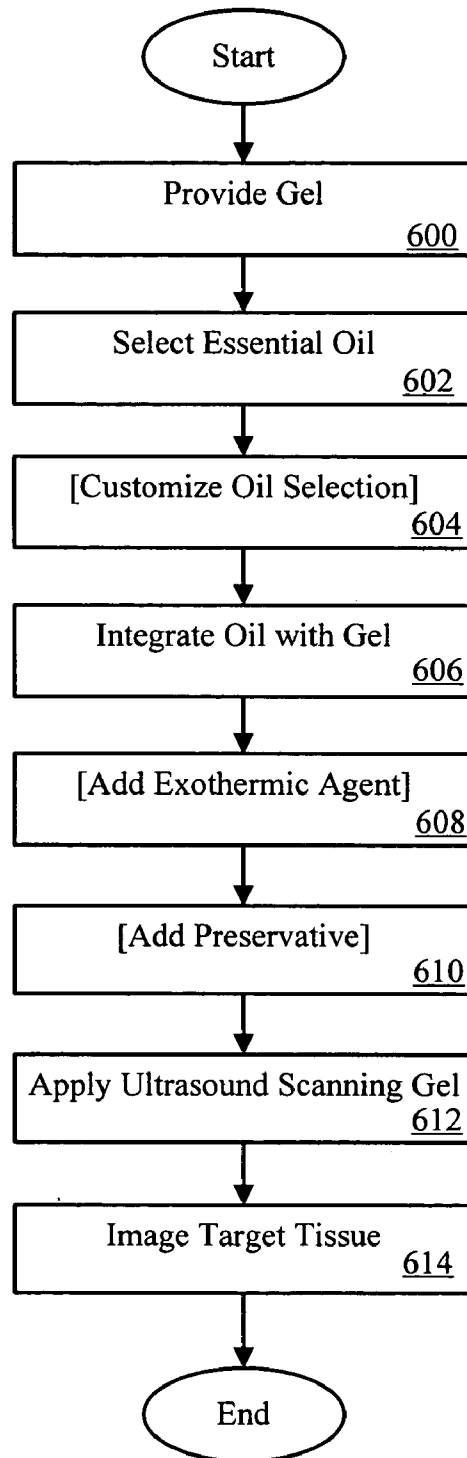 Start
Provide Gel
600
Select Essential Oil
602
[Customize Oil Selection]
604
Integrate Oil with Gel
606
[Add Exothermic Agent]
608
[Add Preservative]
610
Apply Ultrasound Scanning Gel
612
Image Target Tissue
614
End